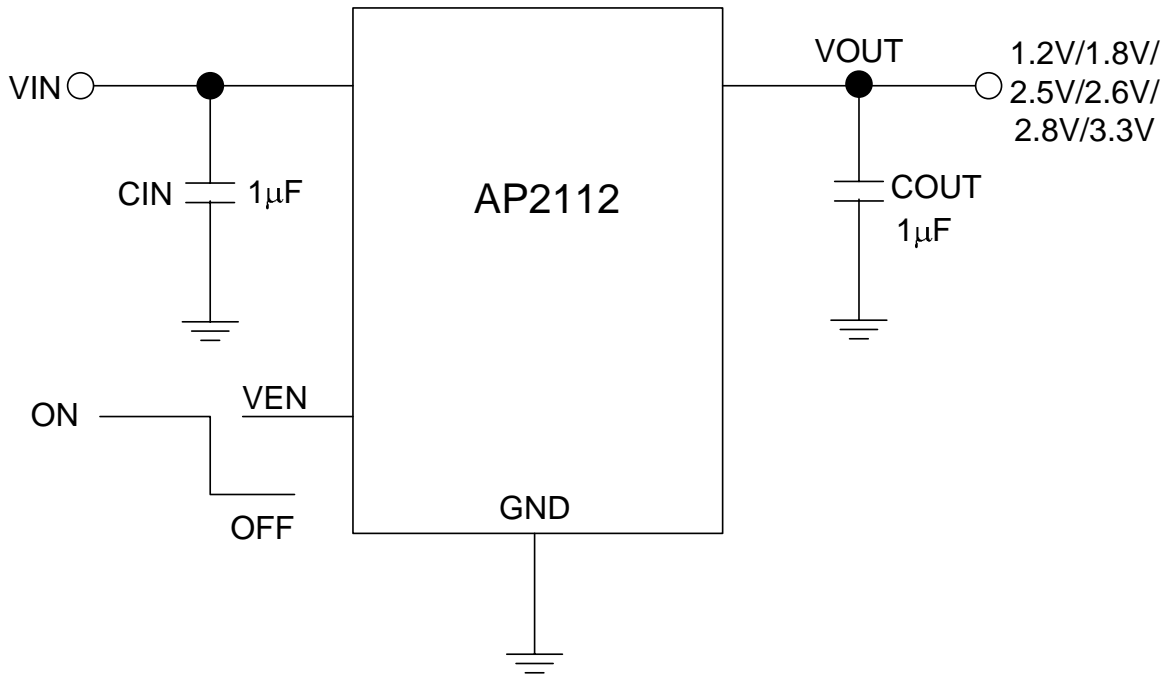 VIN
CIN
1μF
AP2112
VOUT
1.2V/1.8V/
2.5V/2.6V/
2.8V/3.3V
COUT
1μF
ON
VEN
OFF
GND